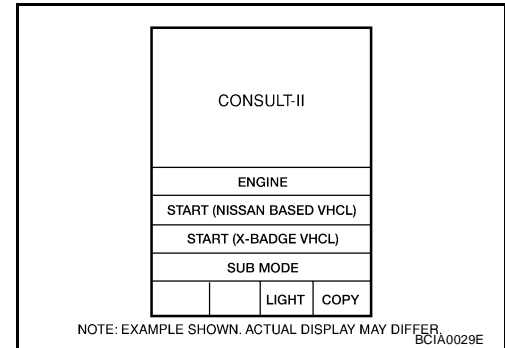 CONSULT-II
ENGINE
START (NISSAN BASED VHCL)
START (X-BADGE VHCL)
SUB MODE
LIGHT COPY
NOTE: EXAMPLE SHOWN. ACTUAL DISPLAY MAY DIFFER.
BCIA0029E